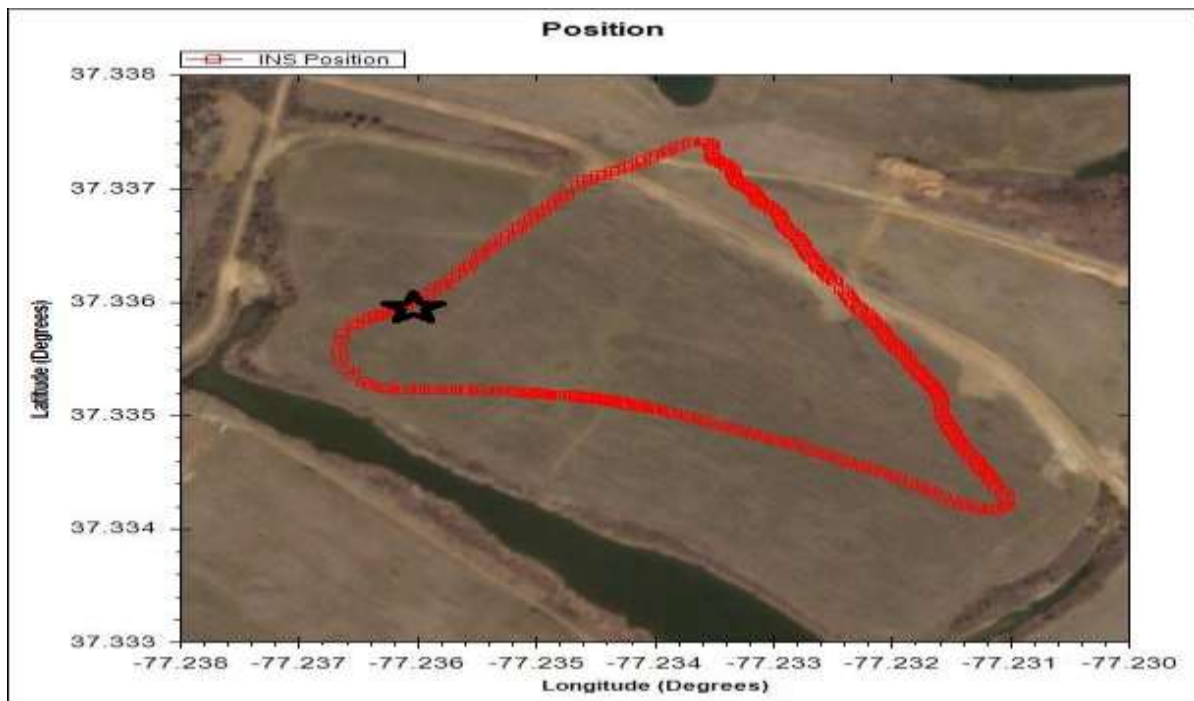 Position
INS Position
37.338
37.337
37.336
37.335
37.334
37.333
Latitude (Degrees)
-77.238 -77.237 -77.236 -77.235 -77.234 -77.233 -77.232 -77.231 -77.230
Longitude (Degrees)